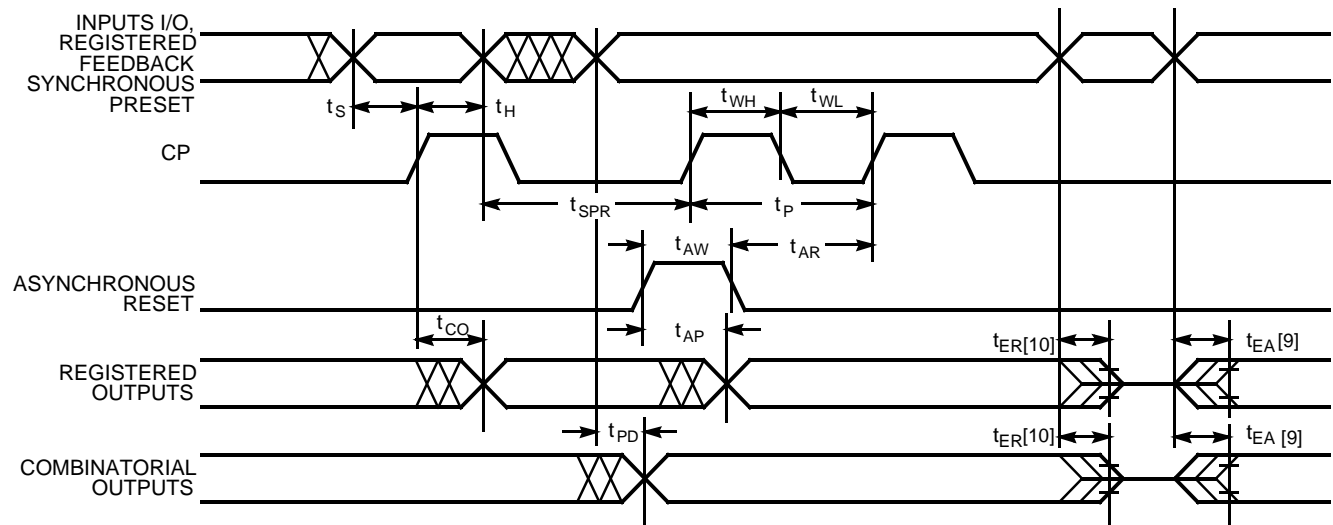 INPUTS I/O,
REGISTERED
FEEDBACK
SYNCHRONOUS
PRESET
tS
tH
tWH
tWL
CP
tSPR
tP
tAW
tAR
ASYNCHRONOUS
RESET
tCO
tAP
tER[10]
tEA[9]
REGISTERED
OUTPUTS
tPD
tER[10]
tEA [9]
COMBINATORIAL
OUTPUTS